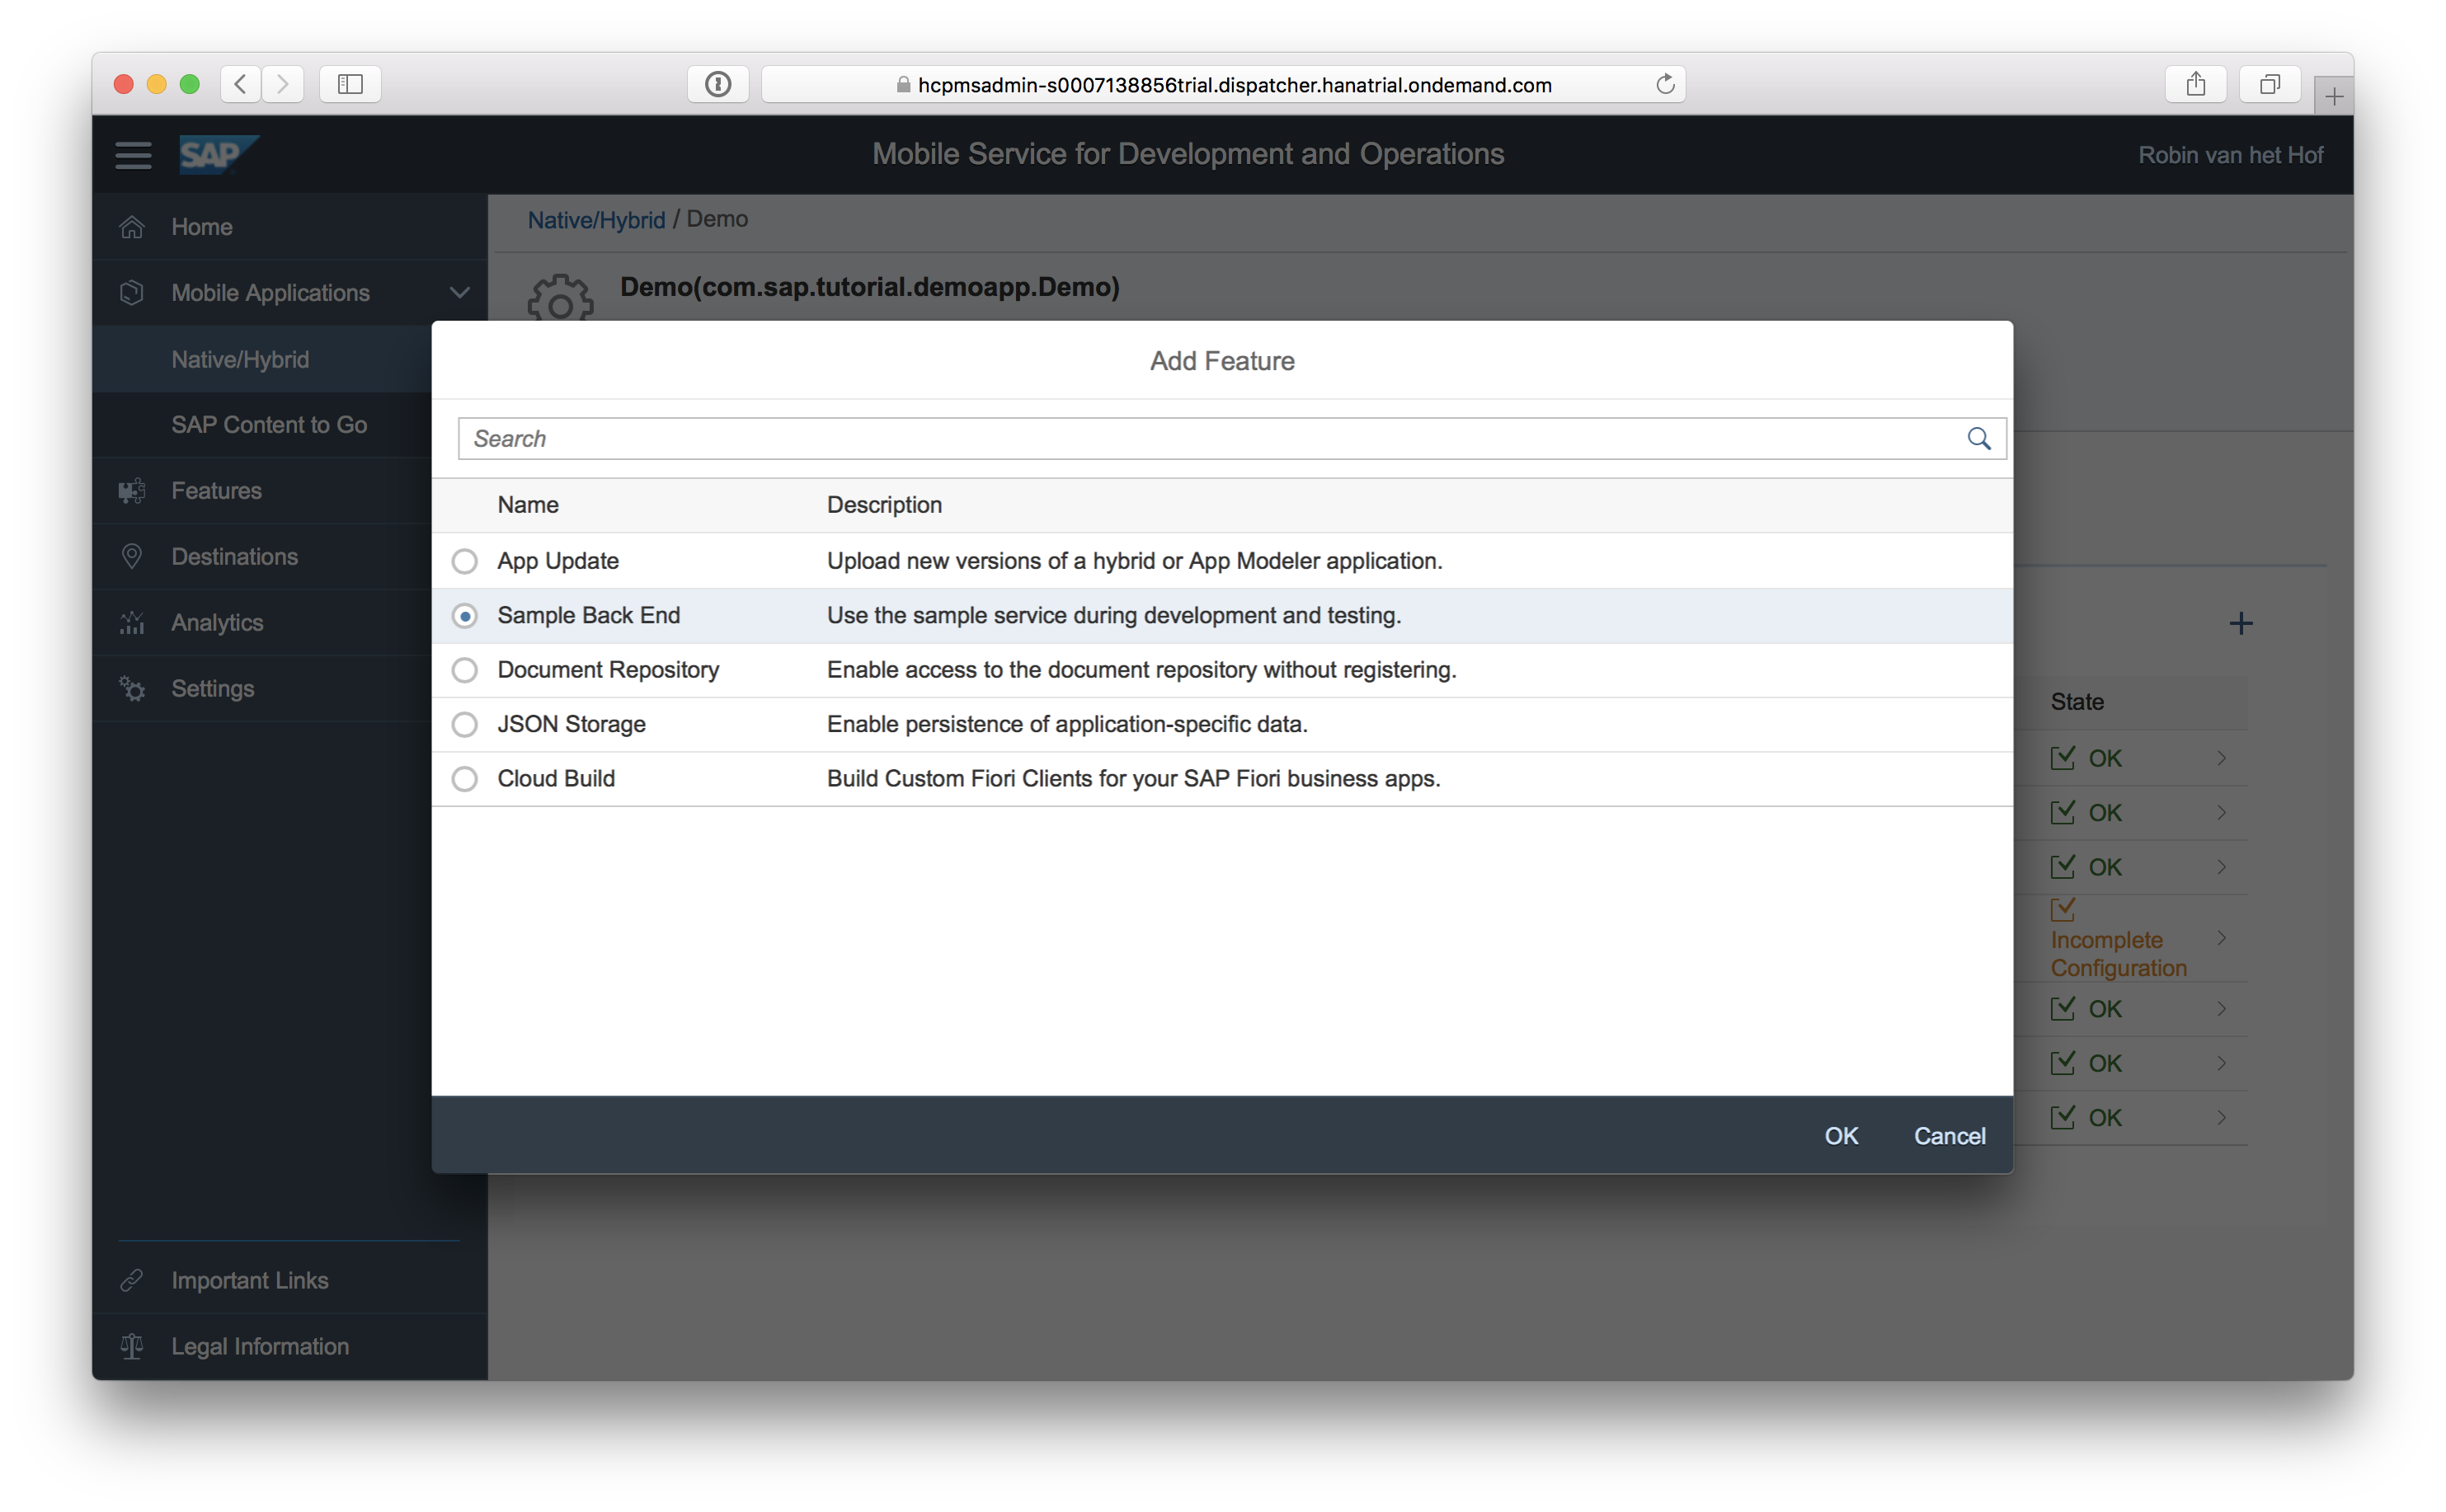 hcpmsadmin-s0007138856trial.dispatcher.hanatrial.ondemand.com
SAP
Mobile Service for Development and Operations
Robin van het Hof
Home
Mobile Applications
Native/Hybrid
SAP Content to Go
Features
Destinations
Analytics
Settings
Important Links
Legal Information
Native/Hybrid / Demo
Demo(com.sap.tutorial.demoapp.Demo)
Add Feature
Search
Name Description
App Update Upload new versions of a hybrid or App Modeler application.
Sample Back End Use the sample service during development and testing.
Document Repository Enable access to the document repository without registering.
JSON Storage Enable persistence of application-specific data.
Cloud Build Build Custom Fiori Clients for your SAP Fiori business apps.
OK Cancel
State
OK
OK
OK
Incomplete
Configuration
OK
OK
OK